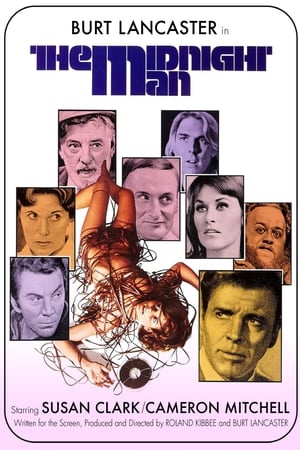 BURT LANCASTER in
THE MIDNIGHT
MAN
Starring SUSAN CLARK/CAMERON MITCHELL
Written for the Screen, Produced and Directed by ROLAND KIBBEE and BURT LANCASTER